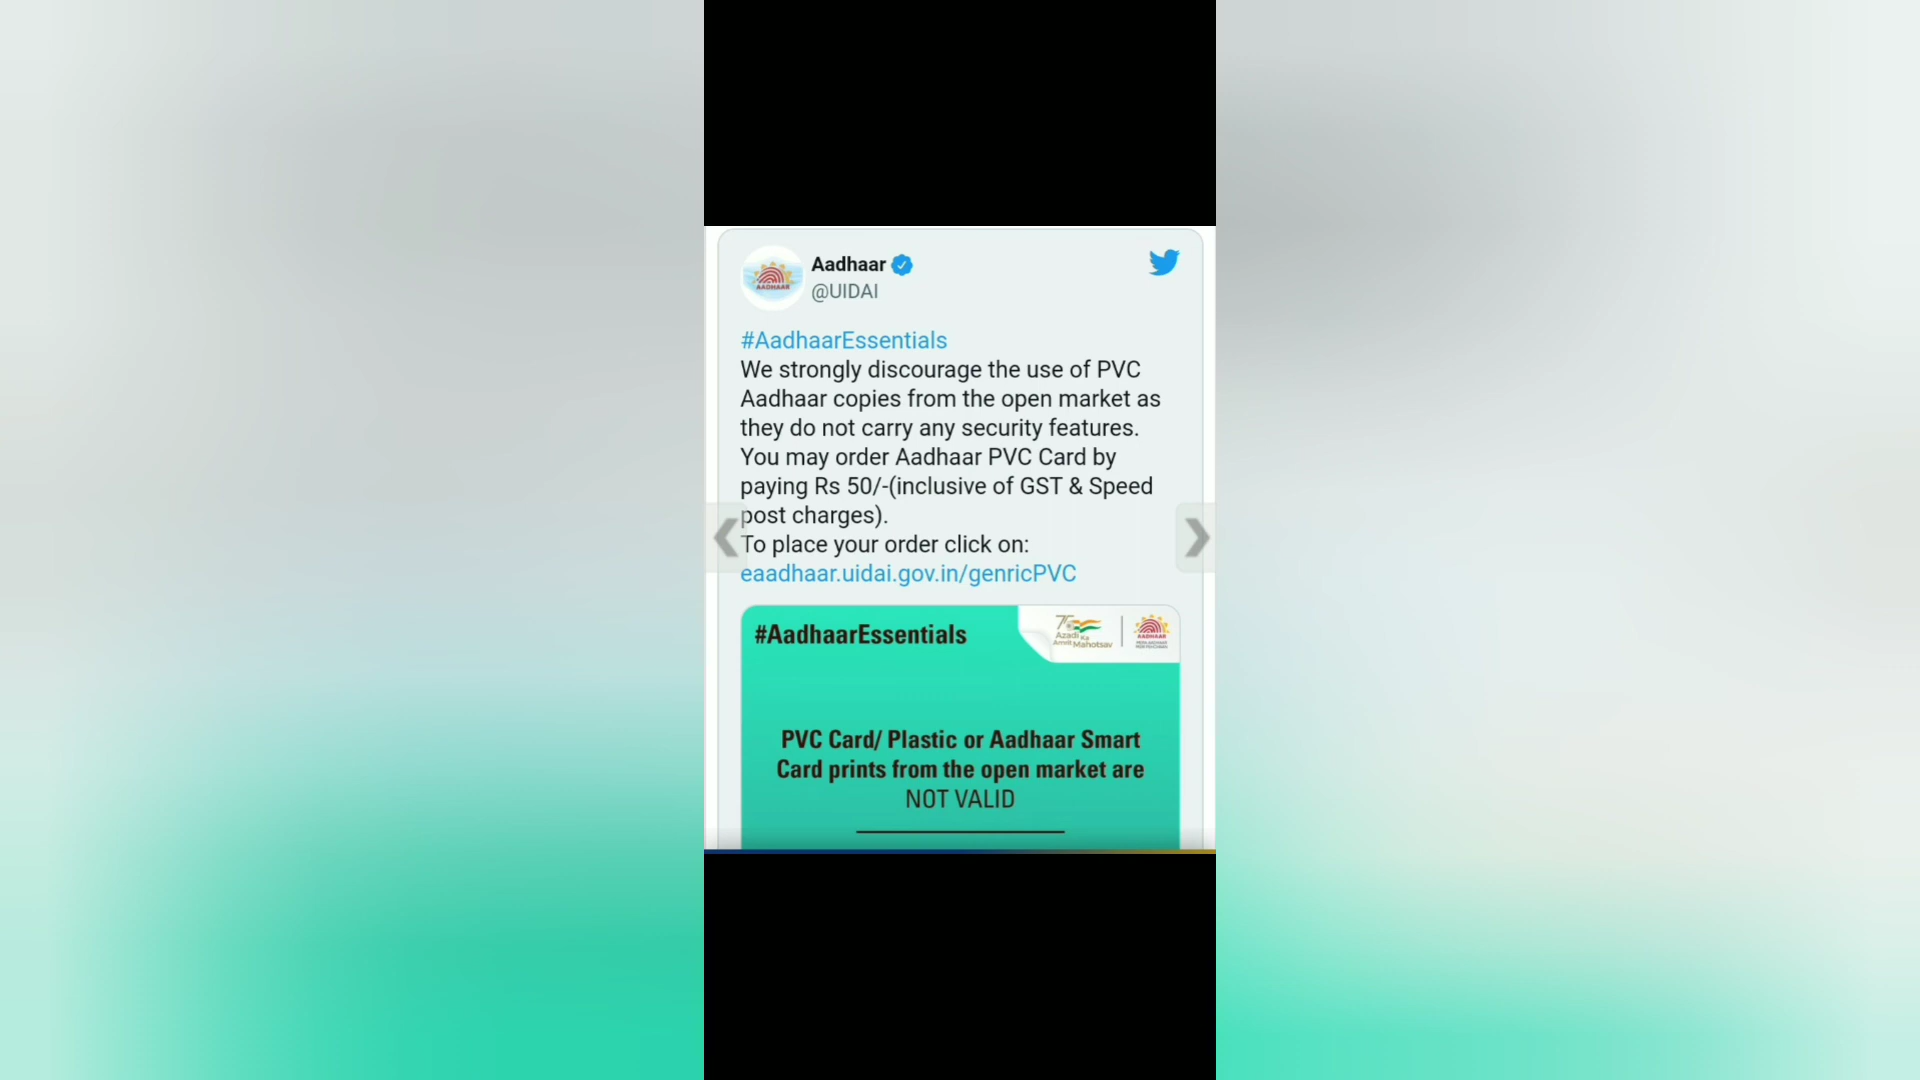 Aadhaar
@UIDAI
#AadhaarEssentials
We strongly discourage the use of PVC
Aadhaar copies from the open market as
they do not carry any security features.
You may order Aadhaar PVC Card by
paying Rs 50/-(inclusive of GST & Speed
post charges).
To place your order click on:
eaadhaar.uidai.gov.in/genricPVC
#AadhaarEssentials
Azadi Ka
Amrit Mahotsav
AADHAAR
PVC Card/ Plastic or Aadhaar Smart
Card prints from the open market are
NOT VALID